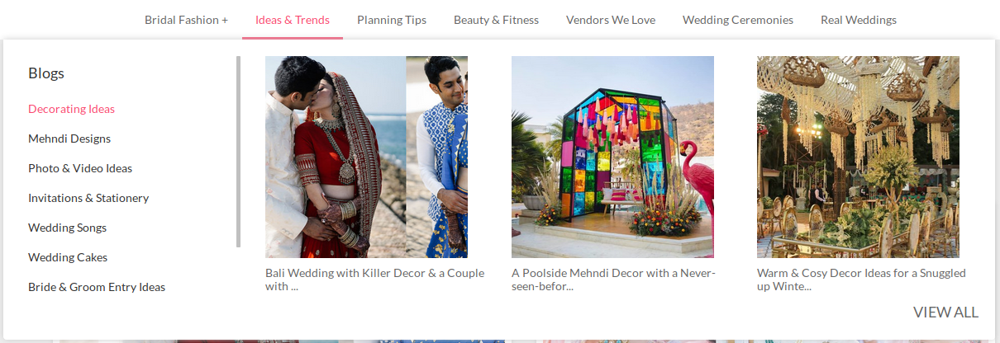 Bridal Fashion +
Ideas & Trends
Planning Tips
Beauty & Fitness
Vendors We Love
Wedding Ceremonies
Real Weddings
Blogs
Decorating Ideas
Mehndi Designs
Photo & Video Ideas
Invitations & Stationery
Wedding Songs
Wedding Cakes
Bride & Groom Entry Ideas
Bali Wedding with Killer Decor & a Couple
with ...
A Poolside Mehndi Decor with a Never-
seen-befor...
Warm & Cosy Decor Ideas for a Snuggled
up Winte...
VIEW ALL